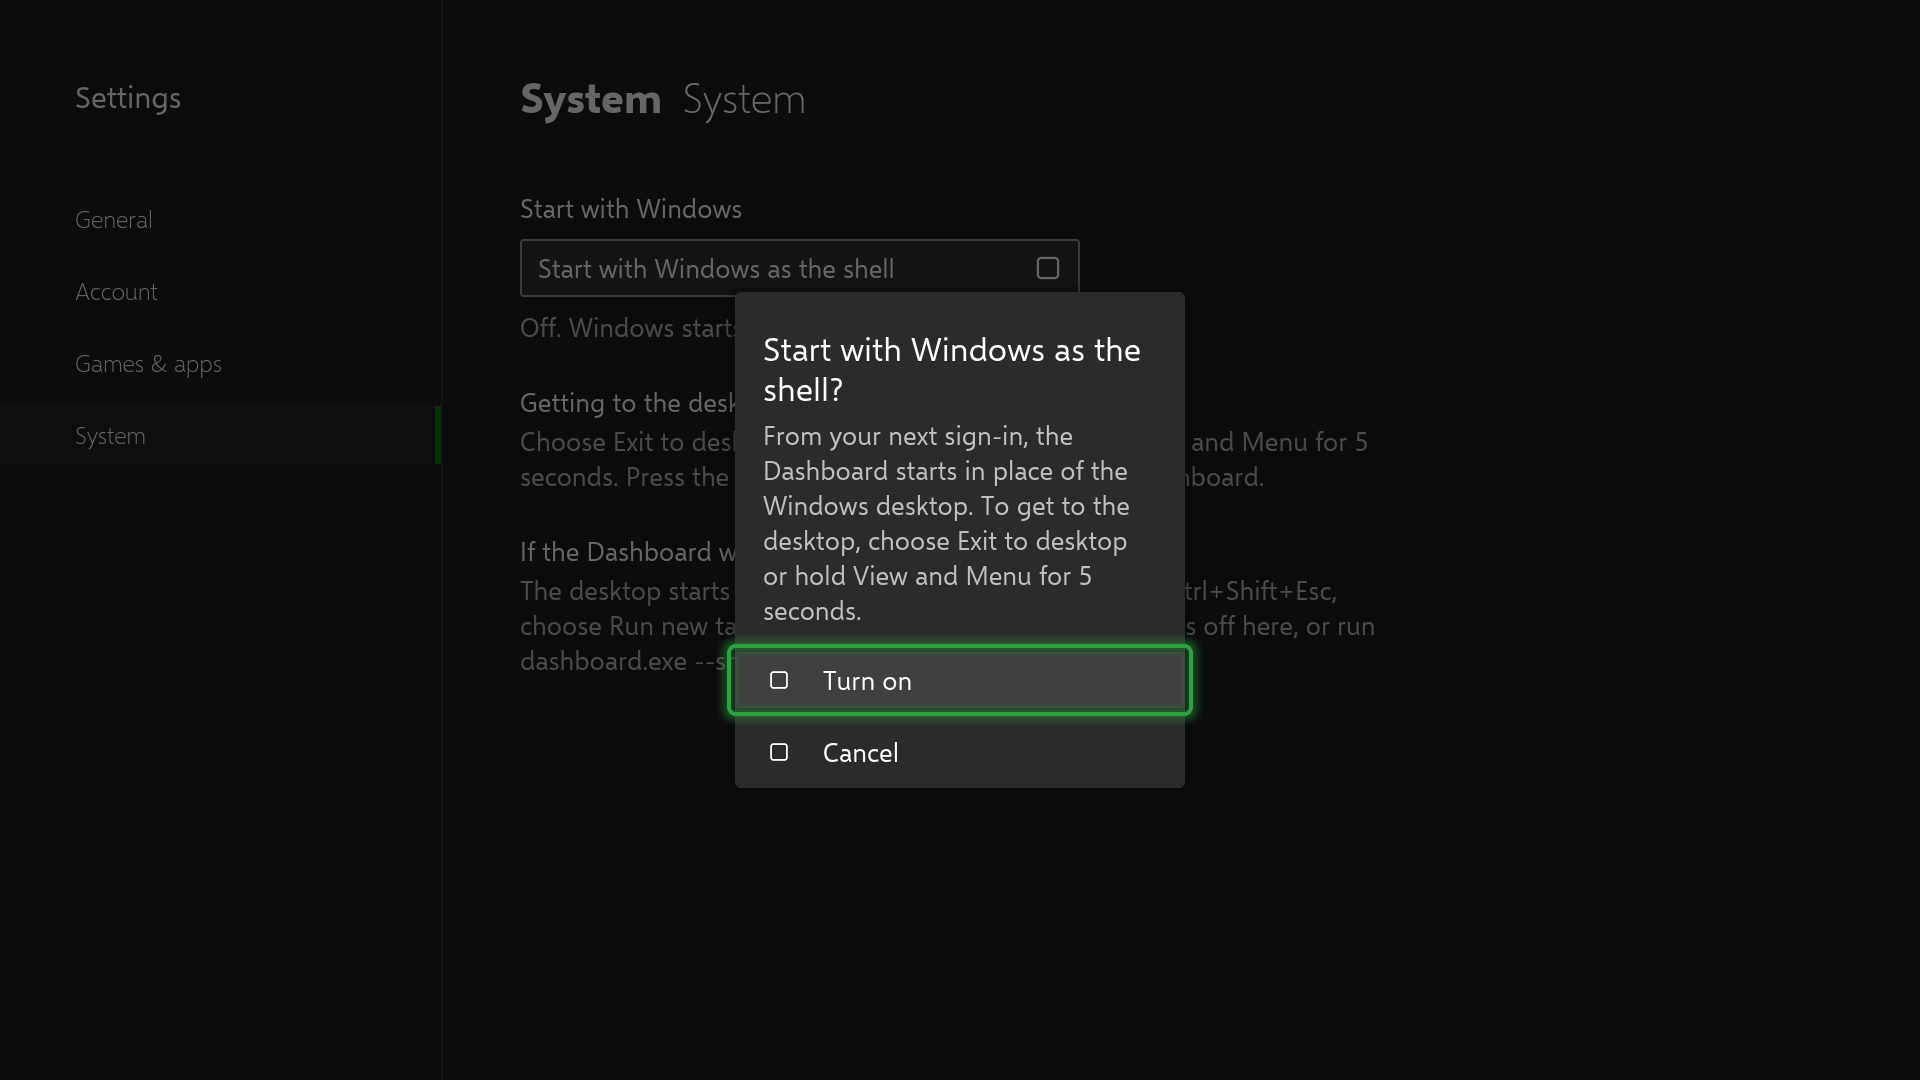 Settings
General
Account
Games & apps
System
System System
Start with Windows
Start with Windows as the shell
Off. Windows starts
Getting to the desk
Choose Exit to and Menu for 5
seconds. Press the
If the Dashboard
The desktop starts trl+Shift+Esc,
choose Run new off here, or run
dashboard.exe
Start with Windows as the
shell?
From your next sign-in, the
Dashboard starts in place of the
Windows desktop. To get to the
desktop, choose Exit to desktop
or hold View and Menu for 5
seconds.
Turn on
Cancel